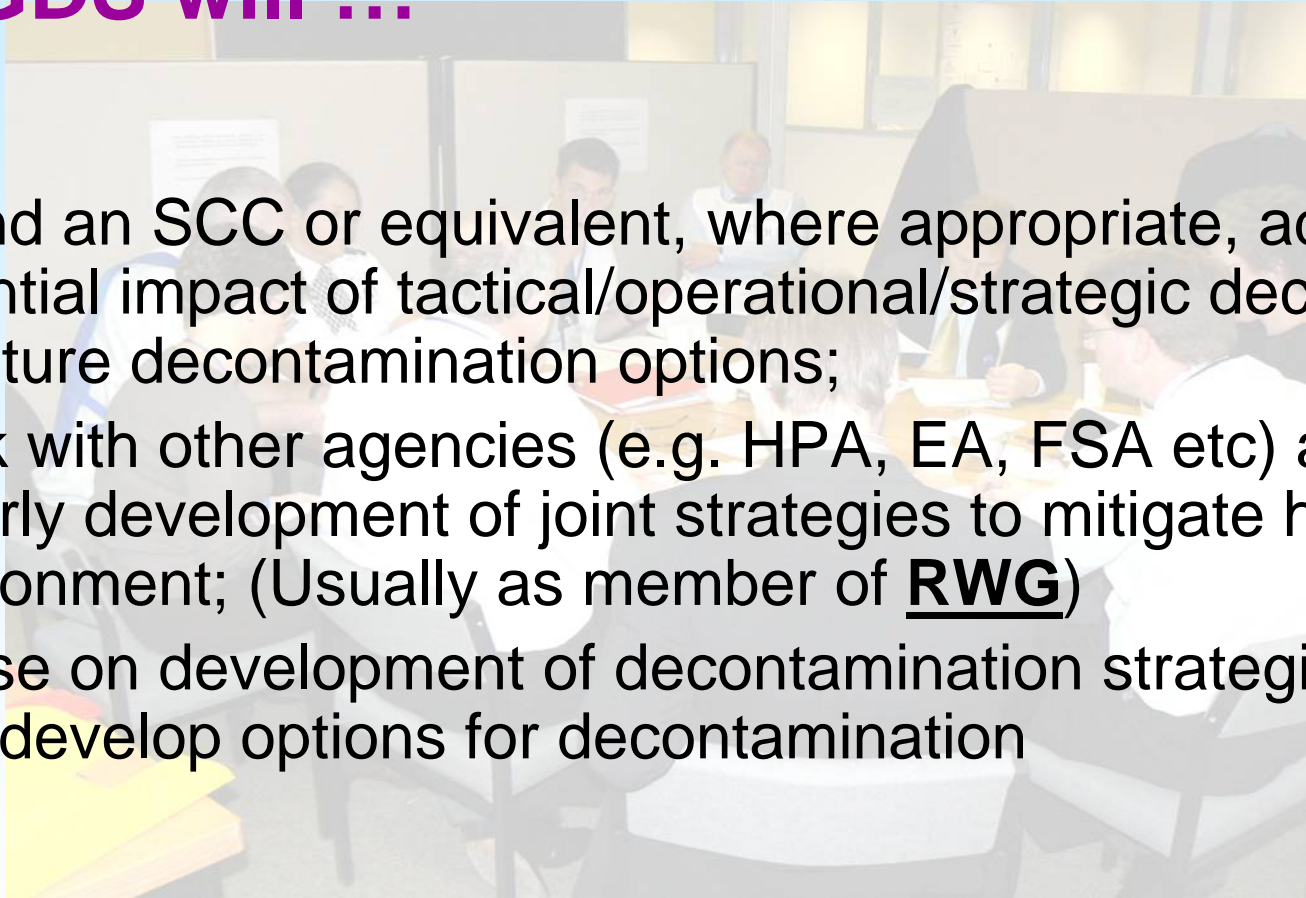 GDS will …
nd an SCC or equivalent, where appropriate, ad
ntial impact of tactical/operational/strategic dec
ture decontamination options;
k with other agencies (e.g. HPA, EA, FSA etc) a
rly development of joint strategies to mitigate h
onment; (Usually as member of RWG)
se on development of decontamination strategi
develop options for decontamination